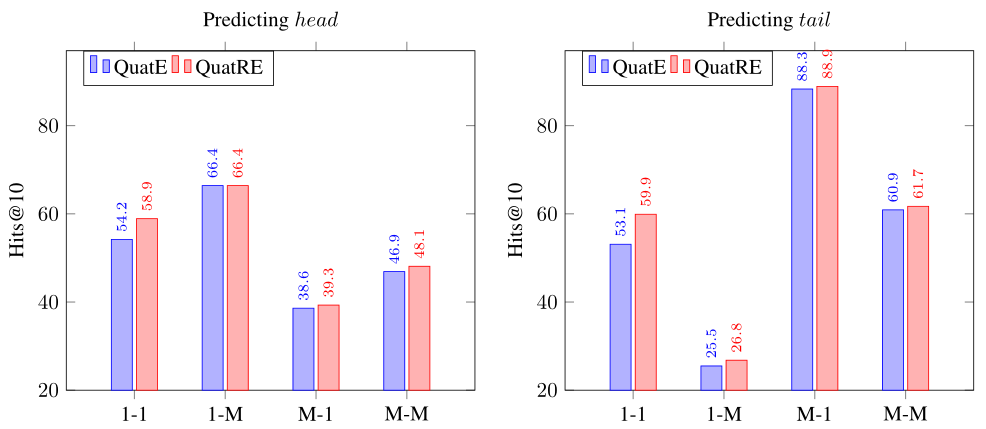 Predicting head
QuatE QuatRE
Hits@10
80
60
40
20
54.2 58.9 66.4 66.4 38.6 39.3 46.9 48.1
1-1 1-M M-1 M-M
Predicting tail
QuatE QuatRE
Hits@10
80
60
40
20
53.1 59.9 25.5 26.8 88.3 88.9 60.9 61.7
1-1 1-M M-1 M-M